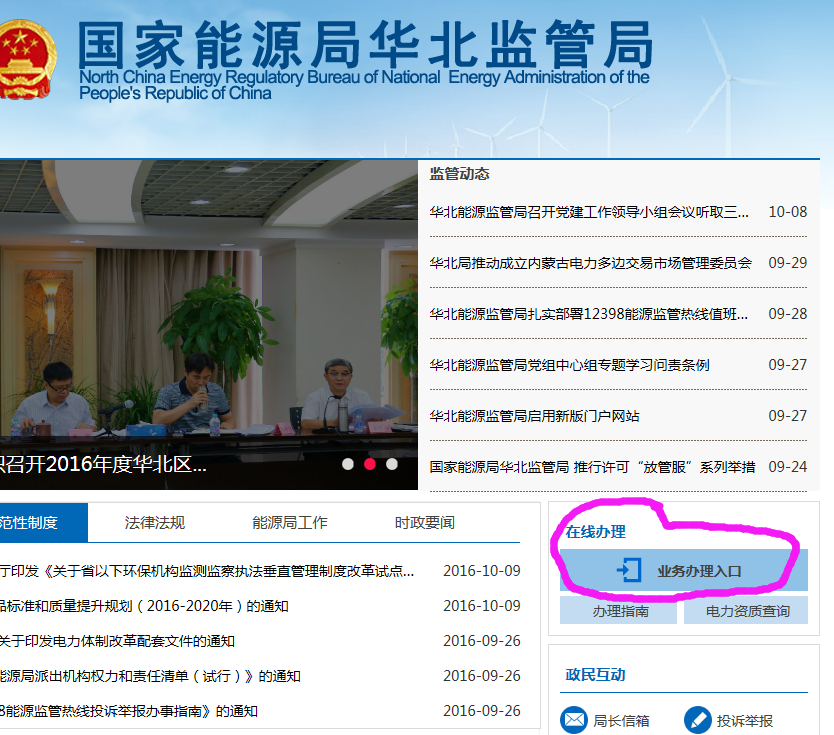 国家能源局华北监管局
North China Energy Regulatory Bureau of National Energy Administration of the
People's Republic of China
监管动态
华北能源监管局召开党建工作领导小组会议听取三... 10-08
华北局推动成立内蒙古电力多边交易市场管理委员会 09-29
华北能源监管局扎实部署12398能源监管热线值班... 09-28
华北能源监管局党组中心组专题学习问责条例 09-27
华北能源监管局启用新版门户网站 09-27
国家能源局华北监管局 推行许可“放管服”系列举措 09-24
召开2016年度华北区...
范性制度 法律法规 能源局工作 时政要闻
厅印发《关于省以下环保机构监测监察执法垂直管理制度改革试点... 2016-10-09
品标准和质量提升规划（2016-2020年）的通知 2016-10-09
关于印发电力体制改革配套文件的通知 2016-09-26
能源局派出机构权力和责任清单（试行）》的通知 2016-09-26
8能源监管热线投诉举报办事指南》的通知 2016-09-26
在线办理
业务办理入口
办理指南 电力资质查询
政民互动
局长信箱 投诉举报